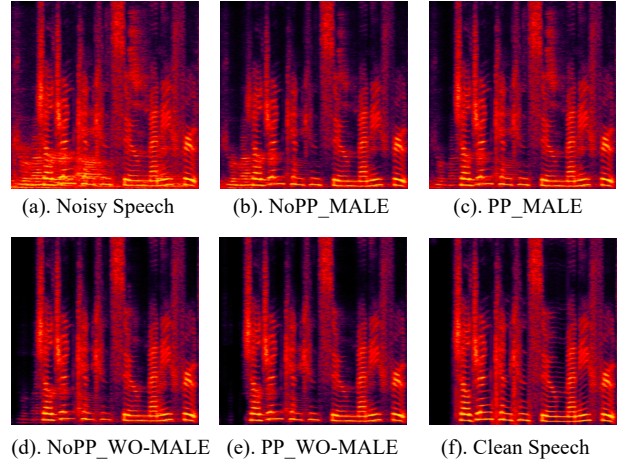 (a). Noisy Speech
(b). NoPP_MALE
(c). PP_MALE
(d). NoPP_WO-MALE
(e). PP_WO-MALE
(f). Clean Speech